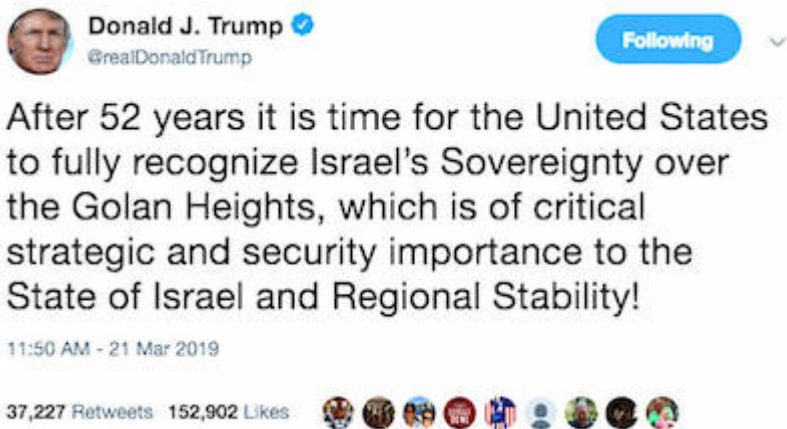 Donald J. Trump
@realDonaldTrump
Following
After 52 years it is time for the United States
to fully recognize Israel's Sovereignty over
the Golan Heights, which is of critical
strategic and security importance to the
State of Israel and Regional Stability!
11:50 AM - 21 Mar 2019
37,227 Retweets 152,902 Likes